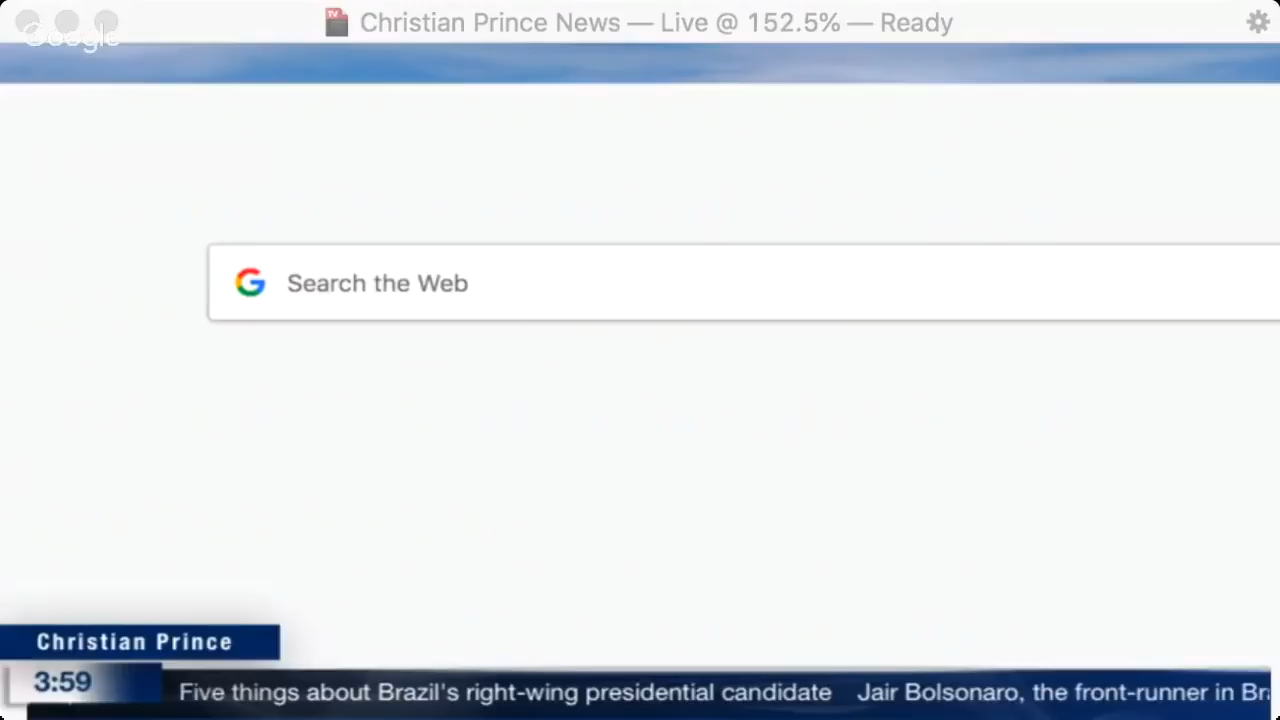 Christian Prince News — Live @ 152.5% — Ready
Google
Search the Web
Christian Prince
3:59
Five things about Brazil's right-wing presidential candidate Jair Bolsonaro, the front-runner in